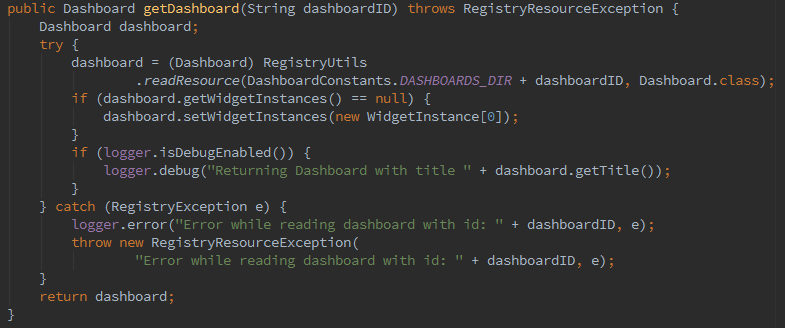 public Dashboard getDashboard(String dashboardID) throws RegistryResourceException {
    Dashboard dashboard;
    try {
        dashboard = (Dashboard) RegistryUtils
                .readResource(DashboardConstants.DASHBOARDS_DIR + dashboardID, Dashboard.class);
        if (dashboard.getWidgetInstances() == null) {
            dashboard.setWidgetInstances(new WidgetInstance[0]);
        }
        if (logger.isDebugEnabled()) {
            logger.debug("Returning Dashboard with title " + dashboard.getTitle());
        }
    } catch (RegistryException e) {
        logger.error("Error while reading dashboard with id: " + dashboardID, e);
        throw new RegistryResourceException(
                "Error while reading dashboard with id: " + dashboardID, e);
    }
    return dashboard;
}